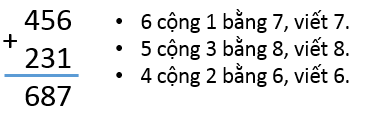 456
+
231
687
• 6 cộng 1 bằng 7, viết 7.
• 5 cộng 3 bằng 8, viết 8.
• 4 cộng 2 bằng 6, viết 6.